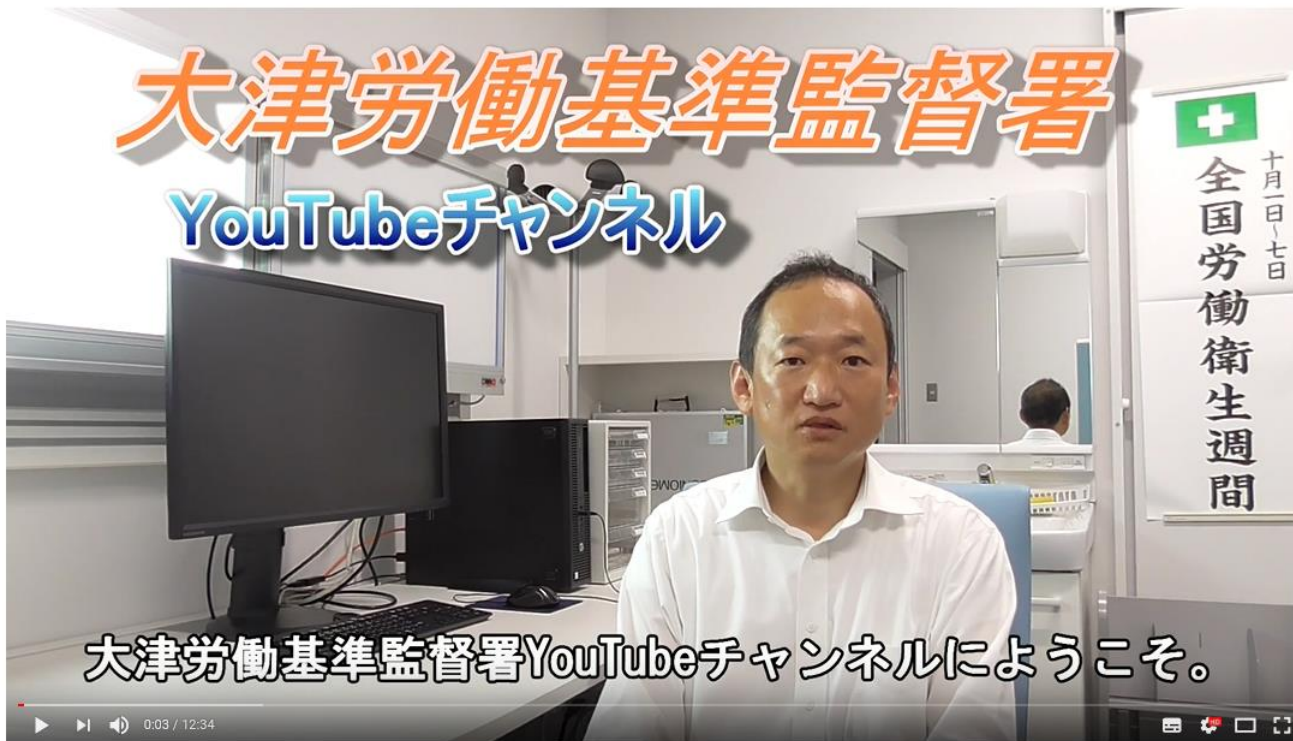 大津労働基準監督署
YouTubeチャンネル
十月一日~七日
全国労働衛生週間
大津労働基準監督署YouTubeチャンネルにようこそ。
0:03 / 12:34
HD